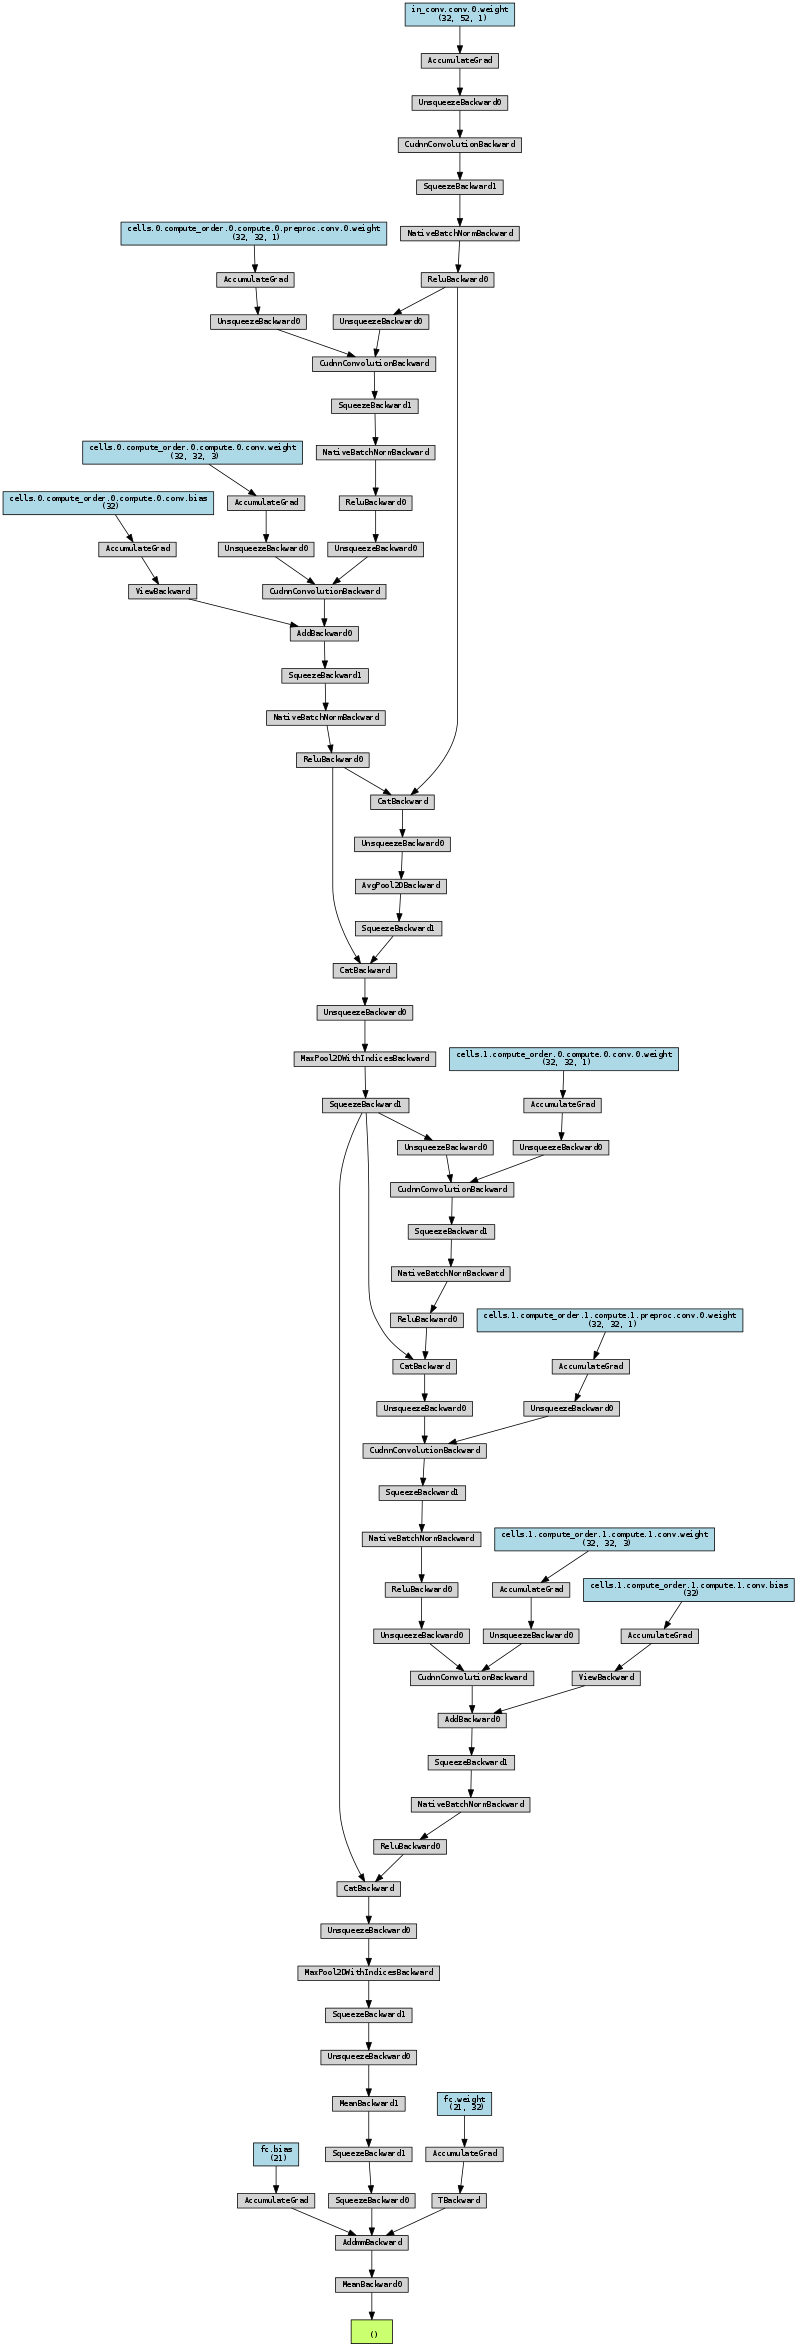 in_conv.conv.0.weight
(32, 52, 1)
AccumulateGrad
UnsqueezeBackward0
CudnnConvolutionBackward
SqueezeBackward1
cells.0.compute_order.0.compute.0.preproc.conv.0.weight
(32, 32, 1)
NativeBatchNormBackward
AccumulateGrad
ReluBackward0
UnsqueezeBackward0
UnsqueezeBackward0
CudnnConvolutionBackward
SqueezeBackward1
cells.0.compute_order.0.compute.0.conv.weight
(32, 32, 3)
NativeBatchNormBackward
cells.0.compute_order.0.compute.0.conv.bias
(32)
AccumulateGrad
ReluBackward0
AccumulateGrad
UnsqueezeBackward0
UnsqueezeBackward0
ViewBackward
CudnnConvolutionBackward
AddBackward0
SqueezeBackward1
NativeBatchNormBackward
ReluBackward0
CatBackward
UnsqueezeBackward0
AvgPool2DBackward
SqueezeBackward1
CatBackward
UnsqueezeBackward0
MaxPool2DWithIndicesBackward
cells.1.compute_order.0.compute.0.conv.0.weight
(32, 32, 1)
SqueezeBackward1
AccumulateGrad
UnsqueezeBackward0
UnsqueezeBackward0
CudnnConvolutionBackward
SqueezeBackward1
NativeBatchNormBackward
ReluBackward0
cells.1.compute_order.1.compute.1.preproc.conv.0.weight
(32, 32, 1)
CatBackward
AccumulateGrad
UnsqueezeBackward0
UnsqueezeBackward0
CudnnConvolutionBackward
SqueezeBackward1
NativeBatchNormBackward
cells.1.compute_order.1.compute.1.conv.weight
(32, 32, 3)
ReluBackward0
AccumulateGrad
cells.1.compute_order.1.compute.1.conv.bias
(32)
UnsqueezeBackward0
UnsqueezeBackward0
AccumulateGrad
CudnnConvolutionBackward
ViewBackward
AddBackward0
SqueezeBackward1
NativeBatchNormBackward
ReluBackward0
CatBackward
UnsqueezeBackward0
MaxPool2DWithIndicesBackward
SqueezeBackward1
UnsqueezeBackward0
MeanBackward1
fc.weight
(21, 32)
fc.bias
(21)
SqueezeBackward1
AccumulateGrad
AccumulateGrad
SqueezeBackward0
TBackward
AddmmBackward
MeanBackward0
()